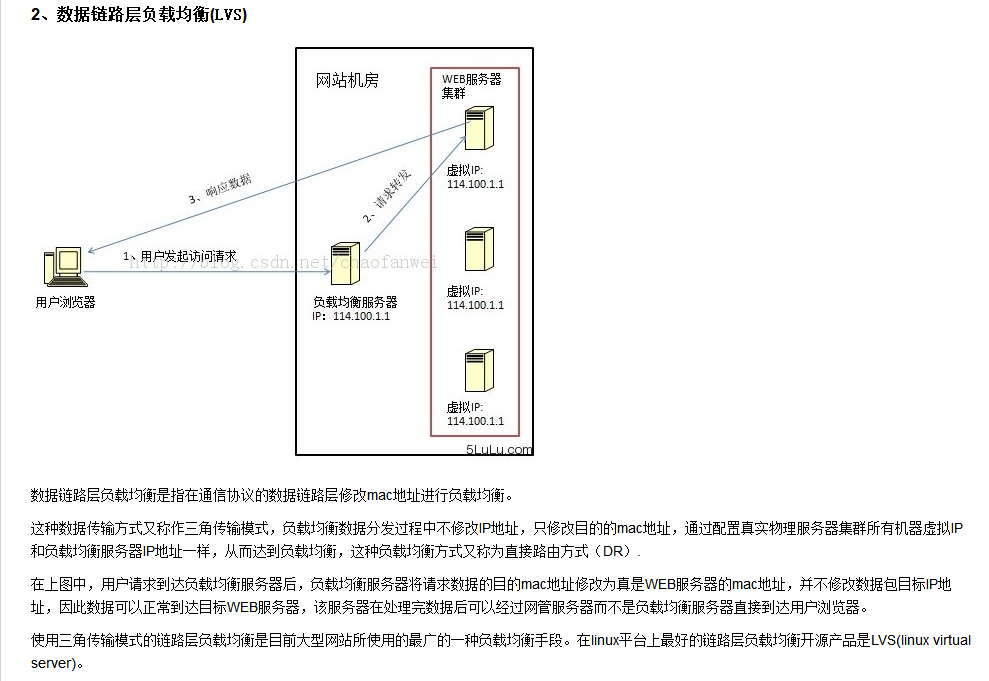 2、数据链路层负载均衡(LVS)
网站机房
WEB服务器
集群
虚拟IP:
114.100.1.1
3、响应数据
2、请求转发
1、用户发起访问请求
http://blog.csdn.net/chaofanwei
用户浏览器
负载均衡服务器
IP：114.100.1.1
虚拟IP:
114.100.1.1
虚拟IP:
114.100.1.1
5LuLu.com
数据链路层负载均衡是指在通信协议的数据链路层修改mac地址进行负载均衡。
这种数据传输方式又称作三角传输模式，负载均衡数据分发过程中不修改IP地址，只修改目的的mac地址，通过配置真实物理服务器集群所有机器虚拟IP
和负载均衡服务器IP地址一样，从而达到负载均衡，这种负载均衡方式又称为直接路由方式（DR）.
在上图中，用户请求到达负载均衡服务器后，负载均衡服务器将请求数据的目的mac地址修改为真是WEB服务器的mac地址，并不修改数据包目标IP地
址，因此数据可以正常到达目标WEB服务器，该服务器在处理完数据后可以经过网管服务器而不是负载均衡服务器直接到达用户浏览器。
使用三角传输模式的链路层负载均衡是目前大型网站所使用的最广的一种负载均衡手段。在linux平台上最好的链路层负载均衡开源产品是LVS(linux virtual
server)。